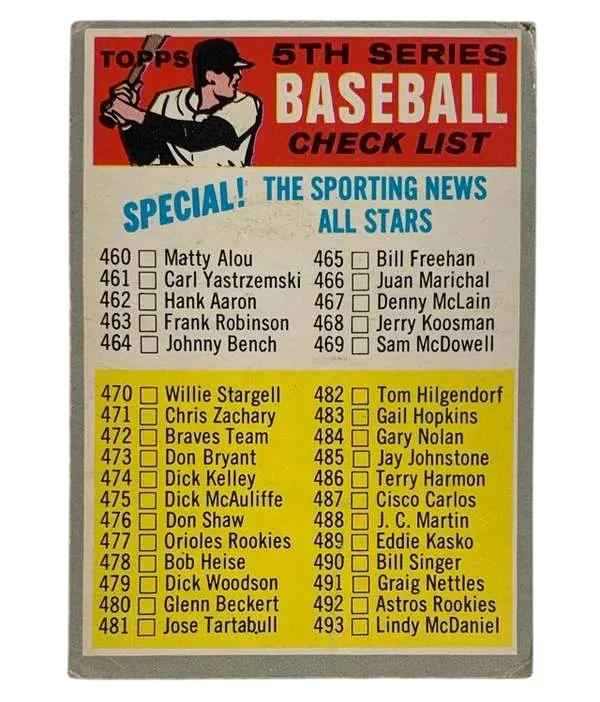 TOPPS
5TH SERIES
BASEBALL
CHECK LIST
SPECIAL! THE SPORTING NEWS
ALL STARS
460 Matty Alou
461 Carl Yastrzemski
462 Hank Aaron
463 Frank Robinson
464 Johnny Bench
465 Bill Freehan
466 Juan Marichal
467 Denny McLain
468 Jerry Koosman
469 Sam McDowell
470 Willie Stargell
471 Chris Zachary
472 Braves Team
473 Don Bryant
474 Dick Kelley
475 Dick McAuliffe
476 Don Shaw
477 Orioles Rookies
478 Bob Heise
479 Dick Woodson
480 Glenn Beckert
481 Jose Tartabull
482 Tom Hilgendorf
483 Gail Hopkins
484 Gary Nolan
485 Jay Johnstone
486 Terry Harmon
487 Cisco Carlos
488 J. C. Martin
489 Eddie Kasko
490 Bill Singer
491 Graig Nettles
492 Astros Rookies
493 Lindy McDaniel